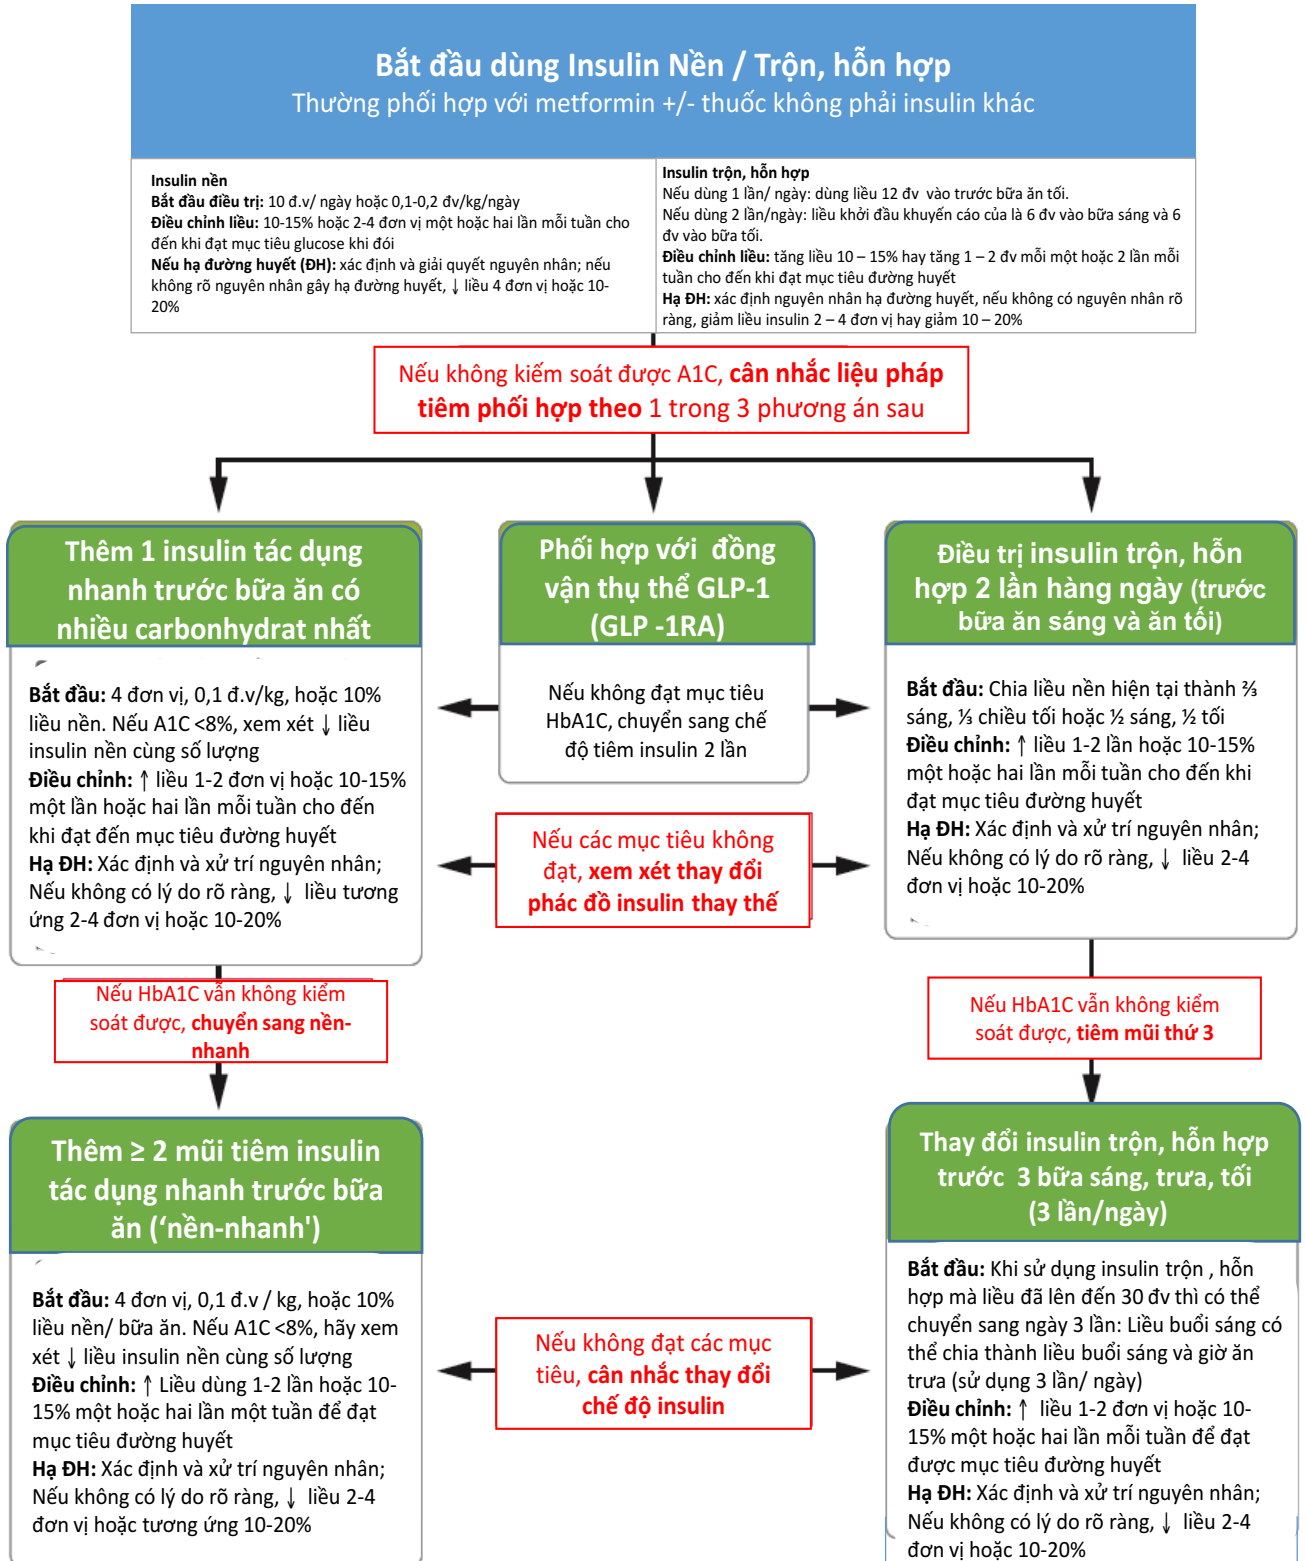 Bắt đầu dùng Insulin Nền / Trộn, hỗn hợp
Thường phối hợp với metformin +/- thuốc không phải insulin khác
Insulin nền
Bắt đầu điều trị: 10 đ.v/ ngày hoặc 0,1-0,2 đv/kg/ngày
Điều chỉnh liều: 10-15% hoặc 2-4 đơn vị một hoặc hai lần mỗi tuần cho
đến khi đạt mục tiêu glucose khi đói
Nếu hạ đường huyết (ĐH): xác định và giải quyết nguyên nhân; nếu
không rõ nguyên nhân gây hạ đường huyết, ↓ liều 4 đơn vị hoặc 10-
20%
Insulin trộn, hỗn hợp
Nếu dùng 1 lần/ ngày: dùng liều 12 đv vào trước bữa ăn tối.
Nếu dùng 2 lần/ngày: liều khởi đầu khuyến cáo của là 6 đv vào bữa sáng và 6
đv vào bữa tối.
Điều chỉnh liều: tăng liều 10 – 15% hay tăng 1 – 2 đv mỗi một hoặc 2 lần mỗi
tuần cho đến khi đạt mục tiêu đường huyết
Hạ ĐH: xác định nguyên nhân hạ đường huyết, nếu không có nguyên nhân rõ
ràng, giảm liều insulin 2 – 4 đơn vị hay giảm 10 – 20%
Nếu không kiểm soát được A1C, cân nhắc liệu pháp
tiêm phối hợp theo 1 trong 3 phương án sau
Thêm 1 insulin tác dụng
nhanh trước bữa ăn có
nhiều carbonhydrat nhất
Bắt đầu: 4 đơn vị, 0,1 đ.v/kg, hoặc 10%
liều nền. Nếu A1C <8%, xem xét ↓ liều
insulin nền cùng số lượng
Điều chỉnh: ↑ liều 1-2 đơn vị hoặc 10-15%
một lần hoặc hai lần mỗi tuần cho đến
khi đạt đến mục tiêu đường huyết
Hạ ĐH: Xác định và xử trí nguyên nhân;
Nếu không có lý do rõ ràng, ↓ liều tương
ứng 2-4 đơn vị hoặc 10-20%
Phối hợp với đồng
vận thụ thể GLP-1
(GLP -1RA)
Nếu không đạt mục tiêu
HbA1C, chuyển sang chế
độ tiêm insulin 2 lần
Điều trị insulin trộn, hỗn
hợp 2 lần hàng ngày (trước
bữa ăn sáng và ăn tối)
Bắt đầu: Chia liều nền hiện tại thành ⅔
sáng, ⅓ chiều tối hoặc ½ sáng, ½ tối
Điều chỉnh: ↑ liều 1-2 lần hoặc 10-15%
một hoặc hai lần mỗi tuần cho đến khi
đạt mục tiêu đường huyết
Hạ ĐH: Xác định và xử trí nguyên nhân;
Nếu không có lý do rõ ràng, ↓ liều 2-4
đơn vị hoặc 10-20%
Nếu các mục tiêu không
đạt, xem xét thay đổi
phác đồ insulin thay thế
Nếu HbA1C vẫn không kiểm
soát được, chuyển sang nền-
nhanh
Nếu HbA1C vẫn không kiểm
soát được, tiêm mũi thứ 3
Thêm ≥ 2 mũi tiêm insulin
tác dụng nhanh trước bữa
ăn (‘nền-nhanh')
Bắt đầu: 4 đơn vị, 0,1 đ.v / kg, hoặc 10%
liều nền/ bữa ăn. Nếu A1C <8%, hãy xem
xét ↓ liều insulin nền cùng số lượng
Điều chỉnh: ↑ Liều dùng 1-2 lần hoặc 10-
15% một hoặc hai lần một tuần để đạt
mục tiêu đường huyết
Hạ ĐH: Xác định và xử trí nguyên nhân;
Nếu không có lý do rõ ràng, ↓ liều 2-4
đơn vị hoặc tương ứng 10-20%
Nếu không đạt các mục
tiêu, cân nhắc thay đổi
chế độ insulin
Thay đổi insulin trộn, hỗn hợp
trước 3 bữa sáng, trưa, tối
(3 lần/ngày)
Bắt đầu: Khi sử dụng insulin trộn , hỗn
hợp mà liều đã lên đến 30 đv thì có thể
chuyển sang ngày 3 lần: Liều buổi sáng có
thể chia thành liều buổi sáng và giờ ăn
trưa (sử dụng 3 lần/ ngày)
Điều chỉnh: ↑ liều 1-2 đơn vị hoặc 10-
15% một hoặc hai lần mỗi tuần để đạt
được mục tiêu đường huyết
Hạ ĐH: Xác định và xử trí nguyên nhân;
Nếu không có lý do rõ ràng, ↓ liều 2-4
đơn vị hoặc 10-20%